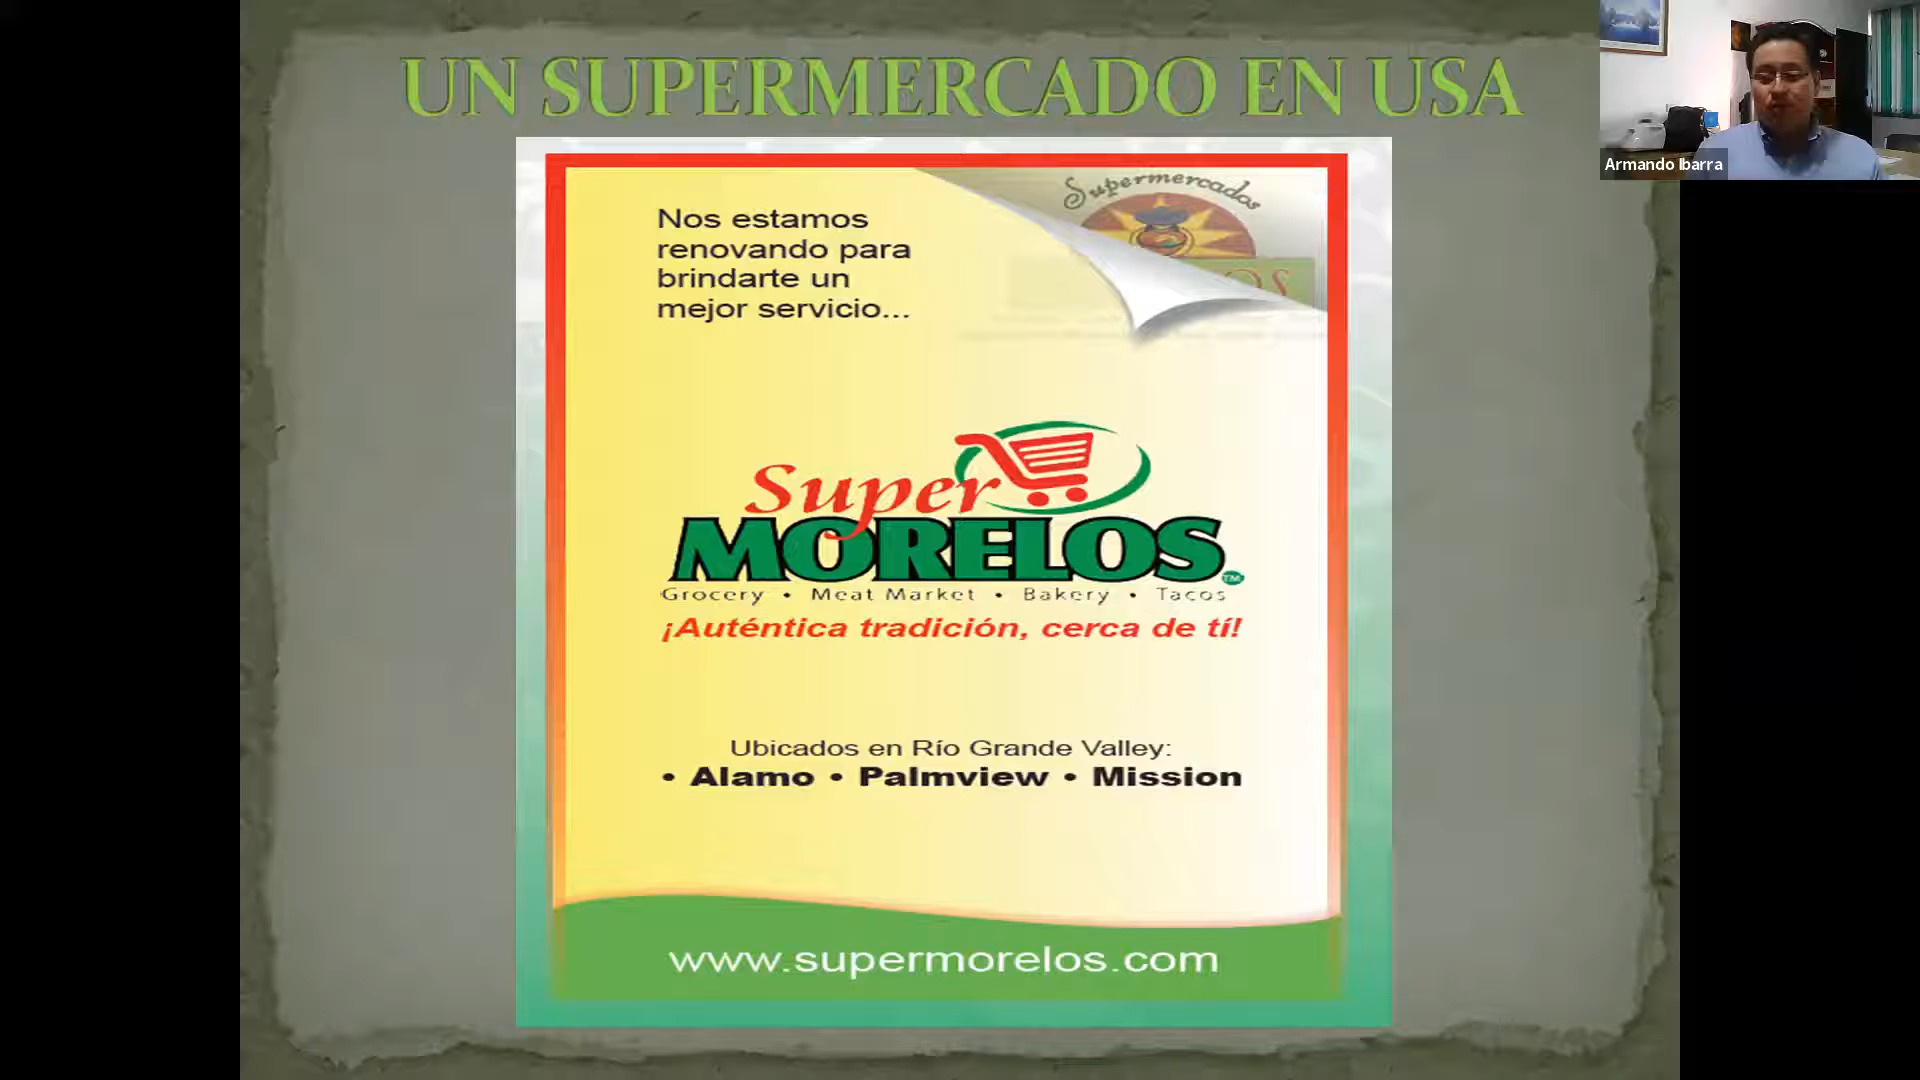 UN SUPERMERCADO EN USA
Armando Ibarra
Supermercados
OS
Nos estamos
renovando para
brindarte un
mejor servicio...
Super
MORELOS
TM
Grocery • Meat Market • Bakery • Tacos
¡Auténtica tradición, cerca de tí!
Ubicados en Río Grande Valley:
• Alamo • Palmview • Mission
www.supermorelos.com